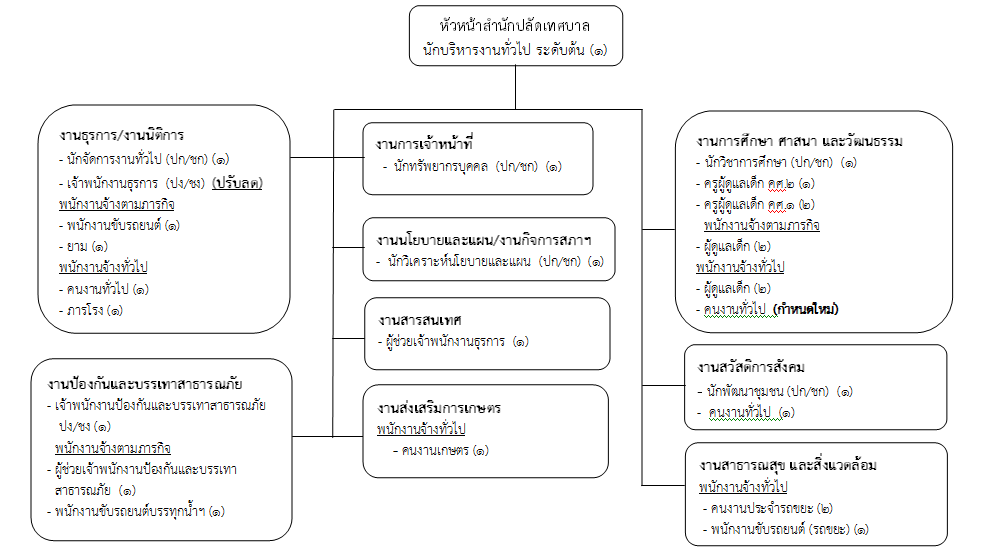 หัวหน้าสำนักปลัดเทศบาล
นักบริหารงานทั่วไป ระดับต้น (๑)
งานธุรการ/งานนิติการ
- นักจัดการงานทั่วไป (ปก/ชก) (๑)
- เจ้าพนักงานธุรการ (ปง/ชง) (ปรับลด)
พนักงานจ้างตามภารกิจ
- พนักงานขับรถยนต์ (๑)
- ยาม (๑)
พนักงานจ้างทั่วไป
- คนงานทั่วไป (๑)
- ภารโรง (๑)
งานป้องกันและบรรเทาสาธารณภัย
- เจ้าพนักงานป้องกันและบรรเทาสาธารณภัย
ปง/ชง (๑)
พนักงานจ้างตามภารกิจ
- ผู้ช่วยเจ้าพนักงานป้องกันและบรรเทา
สาธารณภัย (๑)
- พนักงานขับรถยนต์บรรทุกน้ำฯ (๑)
งานการเจ้าหน้าที่
- นักทรัพยากรบุคคล (ปก/ชก) (๑)
งานนโยบายและแผน/งานกิจการสภาฯ
- นักวิเคราะห์นโยบายและแผน (ปก/ชก) (๑)
งานสารสนเทศ
- ผู้ช่วยเจ้าพนักงานธุรการ (๑)
งานส่งเสริมการเกษตร
พนักงานจ้างทั่วไป
- คนงานเกษตร (๑)
งานการศึกษา ศาสนา และวัฒนธรรม
- นักวิชาการศึกษา (ปก/ชก) (๑)
- ครูผู้ดูแลเด็ก คศ.๒ (๑)
- ครูผู้ดูแลเด็ก คศ.๑ (๒)
พนักงานจ้างตามภารกิจ
- ผู้ดูแลเด็ก (๒)
พนักงานจ้างทั่วไป
- ผู้ดูแลเด็ก (๒)
- คนงานทั่วไป (กำหนดใหม่)
งานสวัสดิการสังคม
- นักพัฒนาชุมชน (ปก/ชก) (๑)
- คนงานทั่วไป (๑)
งานสาธารณสุข และสิ่งแวดล้อม
พนักงานจ้างทั่วไป
- คนงานประจำรถขยะ (๒)
- พนักงานขับรถยนต์ (รถขยะ) (๑)